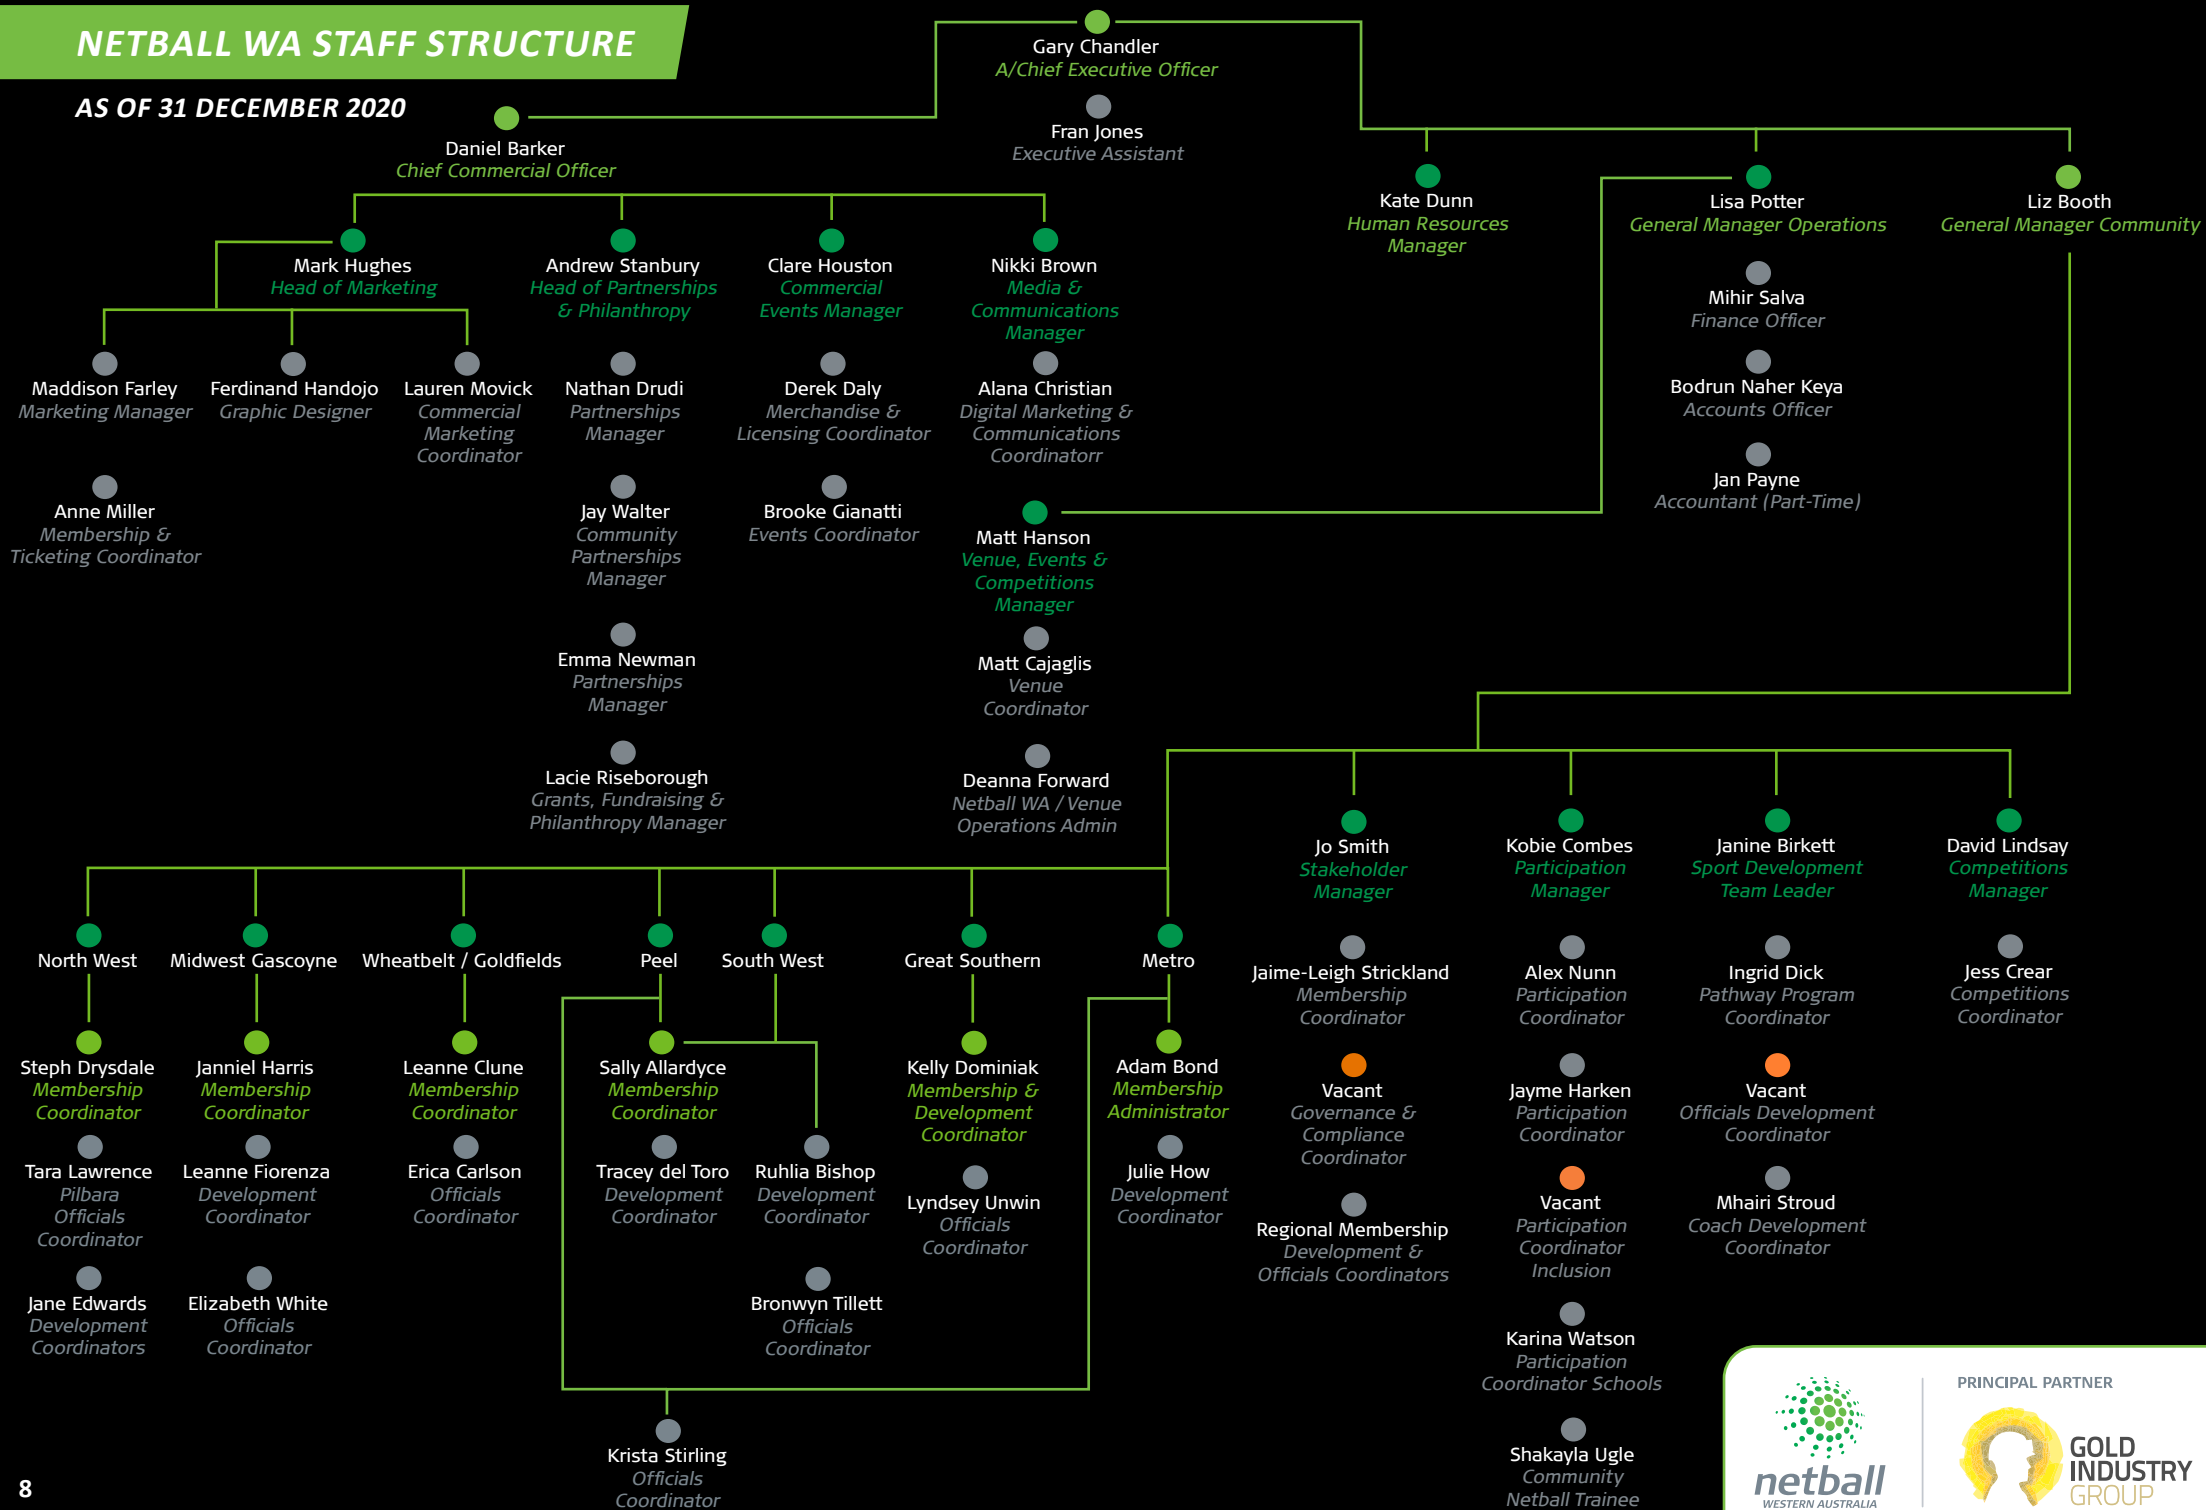 NETBALL WA STAFF STRUCTURE
AS OF 31 DECEMBER 2020
Gary Chandler
A/Chief Executive Officer
Fran Jones
Executive Assistant
Daniel Barker
Chief Commercial Officer
Kate Dunn
Human Resources
Manager
Lisa Potter
General Manager Operations
Liz Booth
General Manager Community
Mark Hughes
Head of Marketing
Andrew Stanbury
Head of Partnerships
& Philanthropy
Clare Houston
Commercial
Events Manager
Nikki Brown
Media &
Communications
Manager
Mihir Salva
Finance Officer
Bodrun Naher Keya
Accounts Officer
Jan Payne
Accountant (Part-Time)
Maddison Farley
Marketing Manager
Ferdinand Handojo
Graphic Designer
Lauren Movick
Commercial
Marketing
Coordinator
Nathan Drudi
Partnerships
Manager
Derek Daly
Merchandise &
Licensing Coordinator
Alana Christian
Digital Marketing &
Communications
Coordinatorr
Anne Miller
Membership &
Ticketing Coordinator
Jay Walter
Community
Partnerships
Manager
Brooke Gianatti
Events Coordinator
Matt Hanson
Venue, Events &
Competitions
Manager
Emma Newman
Partnerships
Manager
Matt Cajaglis
Venue
Coordinator
Lacie Riseborough
Grants, Fundraising &
Philanthropy Manager
Deanna Forward
Netball WA / Venue
Operations Admin
Jo Smith
Stakeholder
Manager
Kobie Combes
Participation
Manager
Janine Birkett
Sport Development
Team Leader
David Lindsay
Competitions
Manager
North West
Midwest Gascoyne
Wheatbelt / Goldfields
Peel
South West
Great Southern
Metro
Jaime-Leigh Strickland
Membership
Coordinator
Alex Nunn
Participation
Coordinator
Ingrid Dick
Pathway Program
Coordinator
Jess Crear
Competitions
Coordinator
Steph Drysdale
Membership
Coordinator
Janniel Harris
Membership
Coordinator
Leanne Clune
Membership
Coordinator
Sally Allardyce
Membership
Coordinator
Kelly Dominiak
Membership &
Development
Coordinator
Adam Bond
Membership
Administrator
Vacant
Governance &
Compliance
Coordinator
Jayme Harken
Participation
Coordinator
Vacant
Officials Development
Coordinator
Tara Lawrence
Pilbara
Officials
Coordinator
Leanne Fiorenza
Development
Coordinator
Erica Carlson
Officials
Coordinator
Tracey del Toro
Development
Coordinator
Ruhlia Bishop
Development
Coordinator
Lyndsey Unwin
Officials
Coordinator
Julie How
Development
Coordinator
Regional Membership
Development &
Officials Coordinators
Vacant
Participation
Coordinator
Inclusion
Mhairi Stroud
Coach Development
Coordinator
Jane Edwards
Development
Coordinators
Elizabeth White
Officials
Coordinator
Bronwyn Tillett
Officials
Coordinator
Karina Watson
Participation
Coordinator Schools
Krista Stirling
Officials
Coordinator
Shakayla Ugle
Community
Netball Trainee
8
netball
WESTERN AUSTRALIA
PRINCIPAL PARTNER
GOLD
INDUSTRY
GROUP